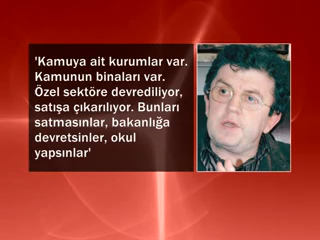 'Kamuya ait kurumlar var.
Kamunun binaları var.
Özel sektöre devrediliyor,
satışa çıkarılıyor. Bunları
satmasınlar, bakanlığa
devretsinler, okul
yapsınlar'